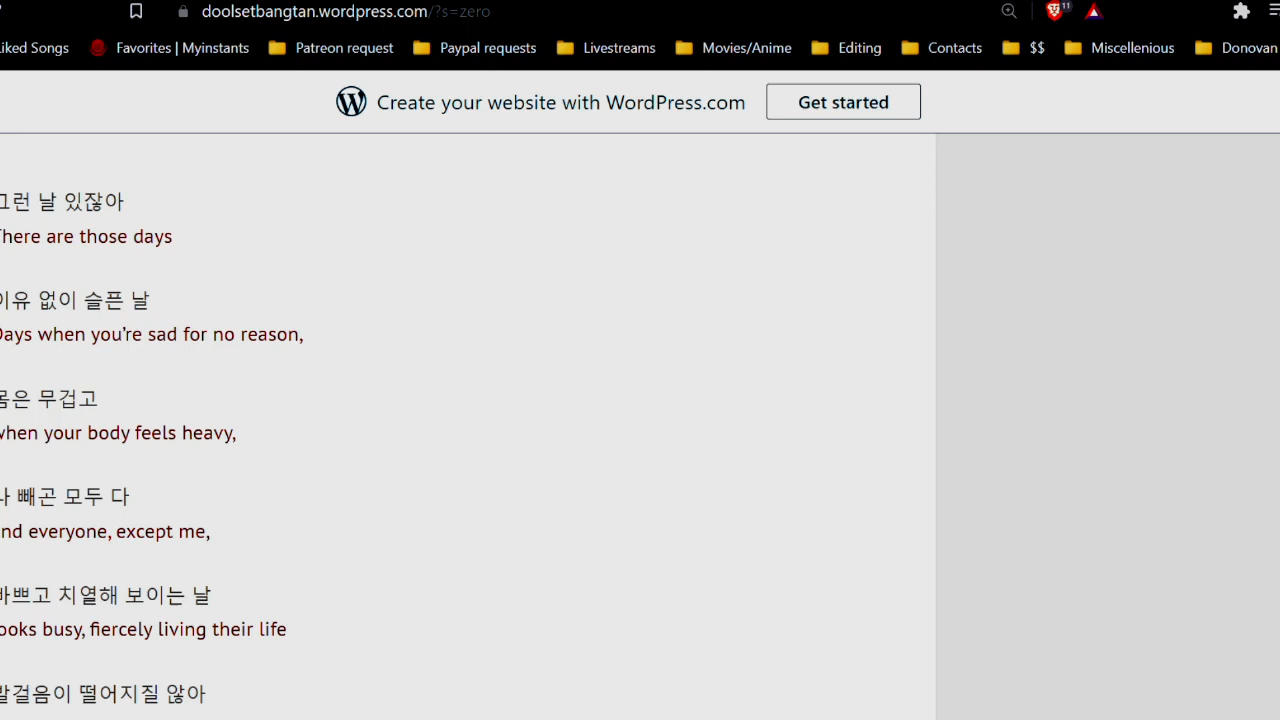 doolsetbangtan.wordpress.com/?s=zero
11
Liked Songs
Favorites | Myinstants
Patreon request
Paypal requests
Livestreams
Movies/Anime
Editing
Contacts
$$
Miscellenious
Donovan
Create your website with WordPress.com
Get started
그런 날 있잖아
There are those days
이유 없이 슬픈 날
Days when you’re sad for no reason,
몸은 무겁고
when your body feels heavy,
나 빼곤 모두 다
and everyone, except me,
바쁘고 치열해 보이는 날
looks busy, fiercely living their life
발걸음이 떨어지질 않아